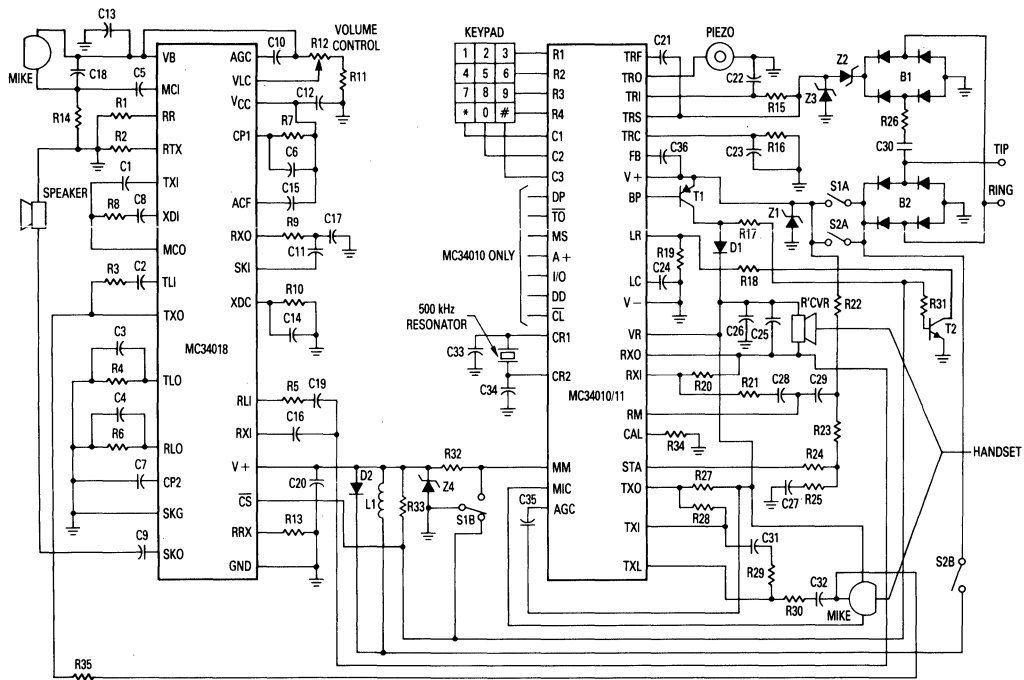 C13
MIKE
C18
C5
R14
R1
R2
SPEAKER
C1
R8
C8
R3
C2
C3
R4
C4
R6
C7
C9
R35
VB
MCI
RR
RTX
TXI
XDI
MCO
TLI
TXO
MC34018
TLO
RLO
CP2
SKG
SKO
AGC
VLC
VCC
CP1
ACF
RXO
SKI
XDC
RLI
RXI
V +
C̅S̅
RRX
GND
C10
R12
VOLUME
CONTROL
R11
C12
R7
C6
C15
R9
C17
C11
R10
C14
R5
C19
C16
C20
R13
D2
L1
R33
Z4
R32
S1B
KEYPAD
1 2 3
4 5 6
7 8 9
* 0 #
MC34010 ONLY
500 kHz
RESONATOR
C33
C34
C35
R1
R2
R3
R4
C1
C2
C3
DP
T̅O̅
MS
A +
I/O
DD
C̅L̅
CR1
CR2
MC34010/11
MM
MIC
AGC
TRF
TRO
TRI
TRS
TRC
FB
V +
BP
LR
LC
V −
VR
RXO
RXI
RM
CAL
STA
TXO
TXI
TXL
C21
PIEZO
C22
R15
Z3
Z2
B1
R26
C30
R16
C23
C36
T1
Z1
S1A
S2A
B2
TIP
RING
R17
D1
R19
C24
R18
R22
R31
T2
R'CVR
C26
C25
R20
R21
C28
C29
R34
R23
R24
C27
R25
R27
R28
C31
R29
R30
C32
MIKE
HANDSET
S2B